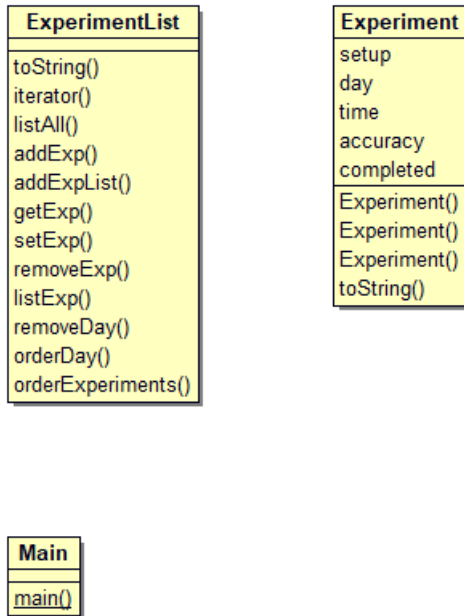 ExperimentList
toString()
iterator()
listAll()
addExp()
addExpList()
getExp()
setExp()
removeExp()
listExp()
removeDay()
orderDay()
orderExperiments()
Experiment
setup
day
time
accuracy
completed
Experiment()
Experiment()
Experiment()
toString()
Main
main()